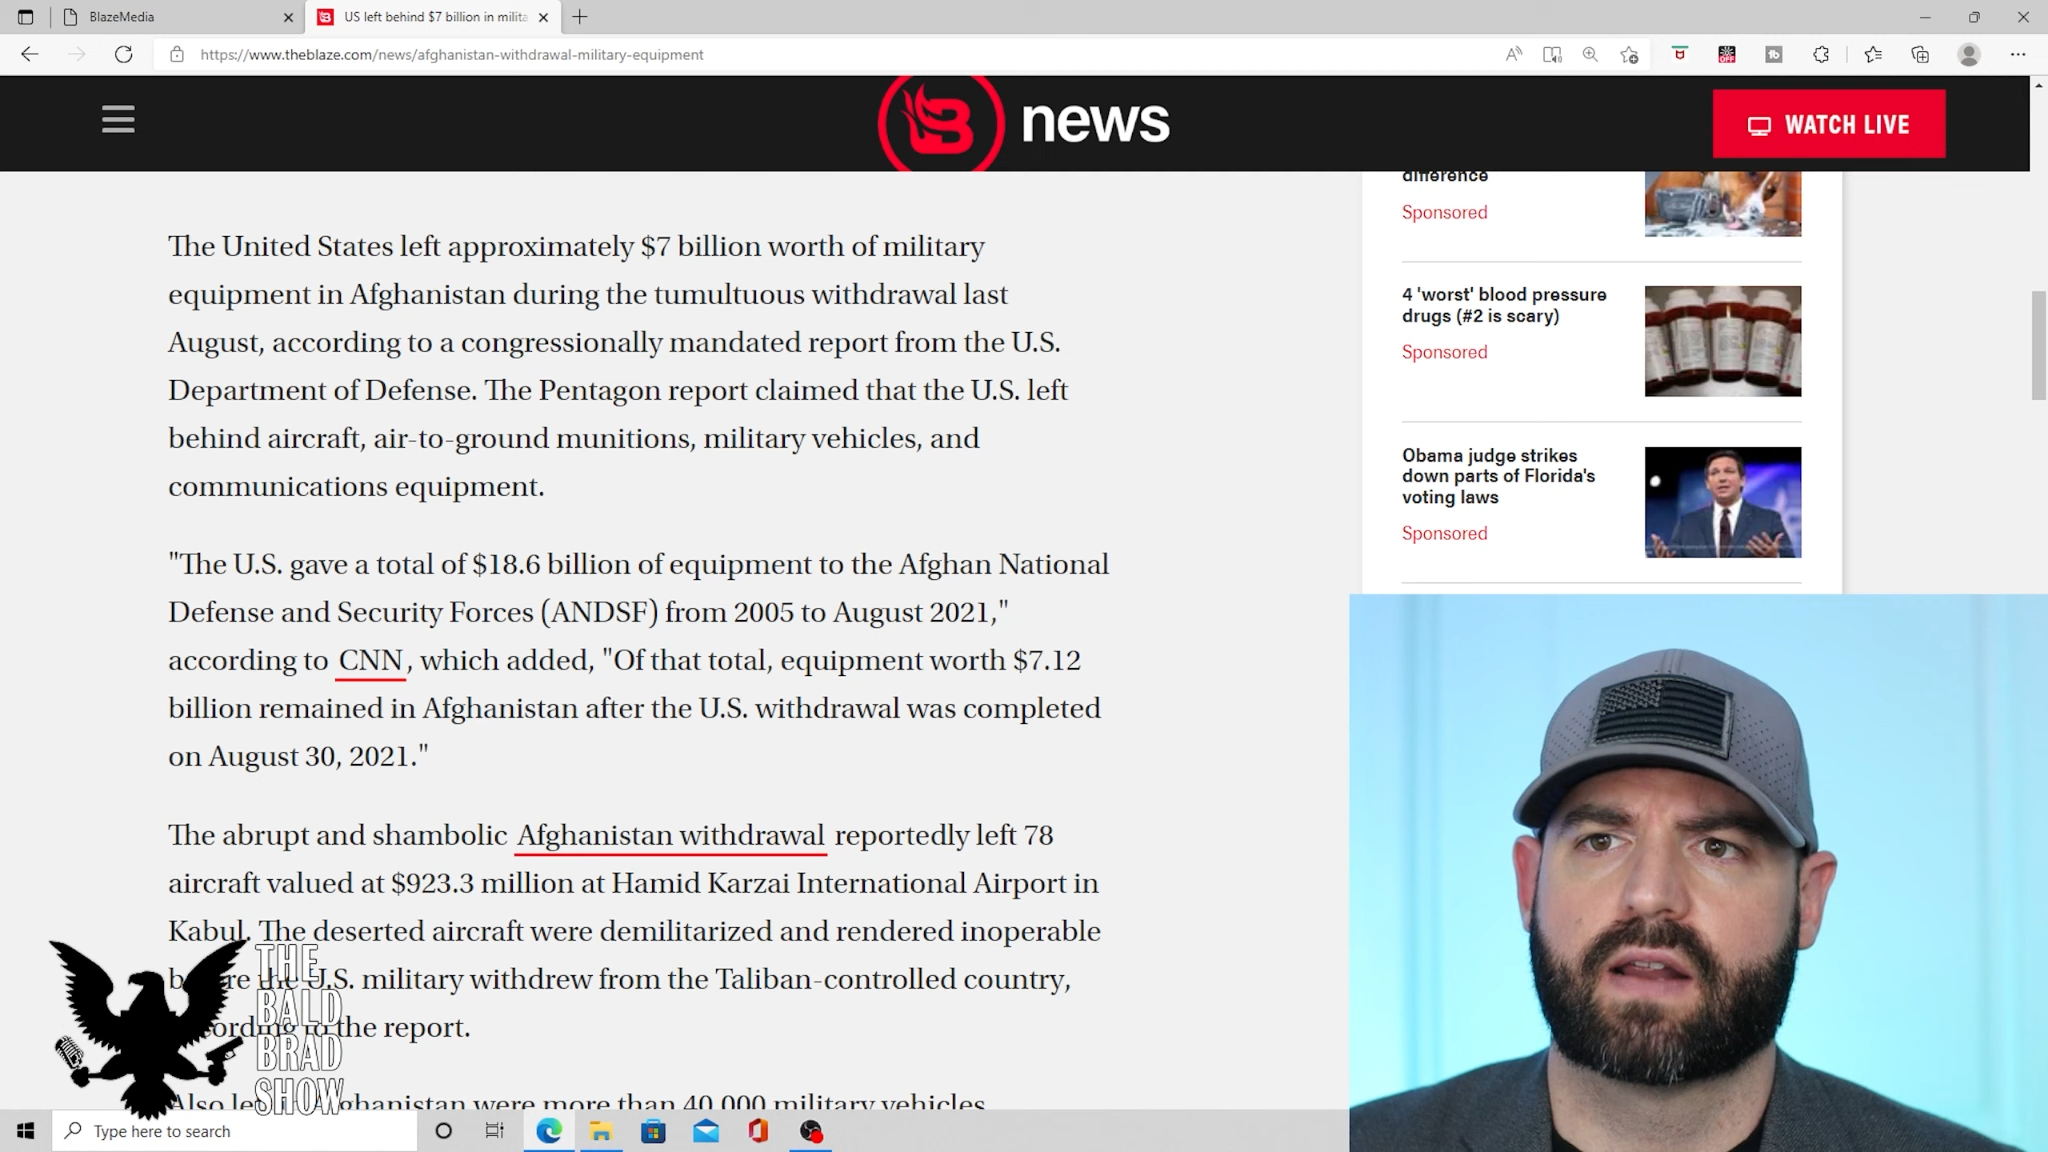 BlazeMedia
US left behind $7 billion in milita
https://www.theblaze.com/news/afghanistan-withdrawal-military-equipment
news
WATCH LIVE
The United States left approximately $7 billion worth of military
equipment in Afghanistan during the tumultuous withdrawal last
August, according to a congressionally mandated report from the U.S.
Department of Defense. The Pentagon report claimed that the U.S. left
behind aircraft, air-to-ground munitions, military vehicles, and
communications equipment.
"The U.S. gave a total of $18.6 billion of equipment to the Afghan National
Defense and Security Forces (ANDSF) from 2005 to August 2021,"
according to CNN, which added, "Of that total, equipment worth $7.12
billion remained in Afghanistan after the U.S. withdrawal was completed
on August 30, 2021."
The abrupt and shambolic Afghanistan withdrawal reportedly left 78
aircraft valued at $923.3 million at Hamid Karzai International Airport in
Kabul. The deserted aircraft were demilitarized and rendered inoperable
the U.S. military withdrew from the Taliban-controlled country,
the report.
Also Afghanistan were more than 40,000 military vehicles
difference
Sponsored
4 'worst' blood pressure
drugs (#2 is scary)
Sponsored
Obama judge strikes
down parts of Florida's
voting laws
Sponsored
THE
BALD
BRAD
SHOW
Type here to search
OFF